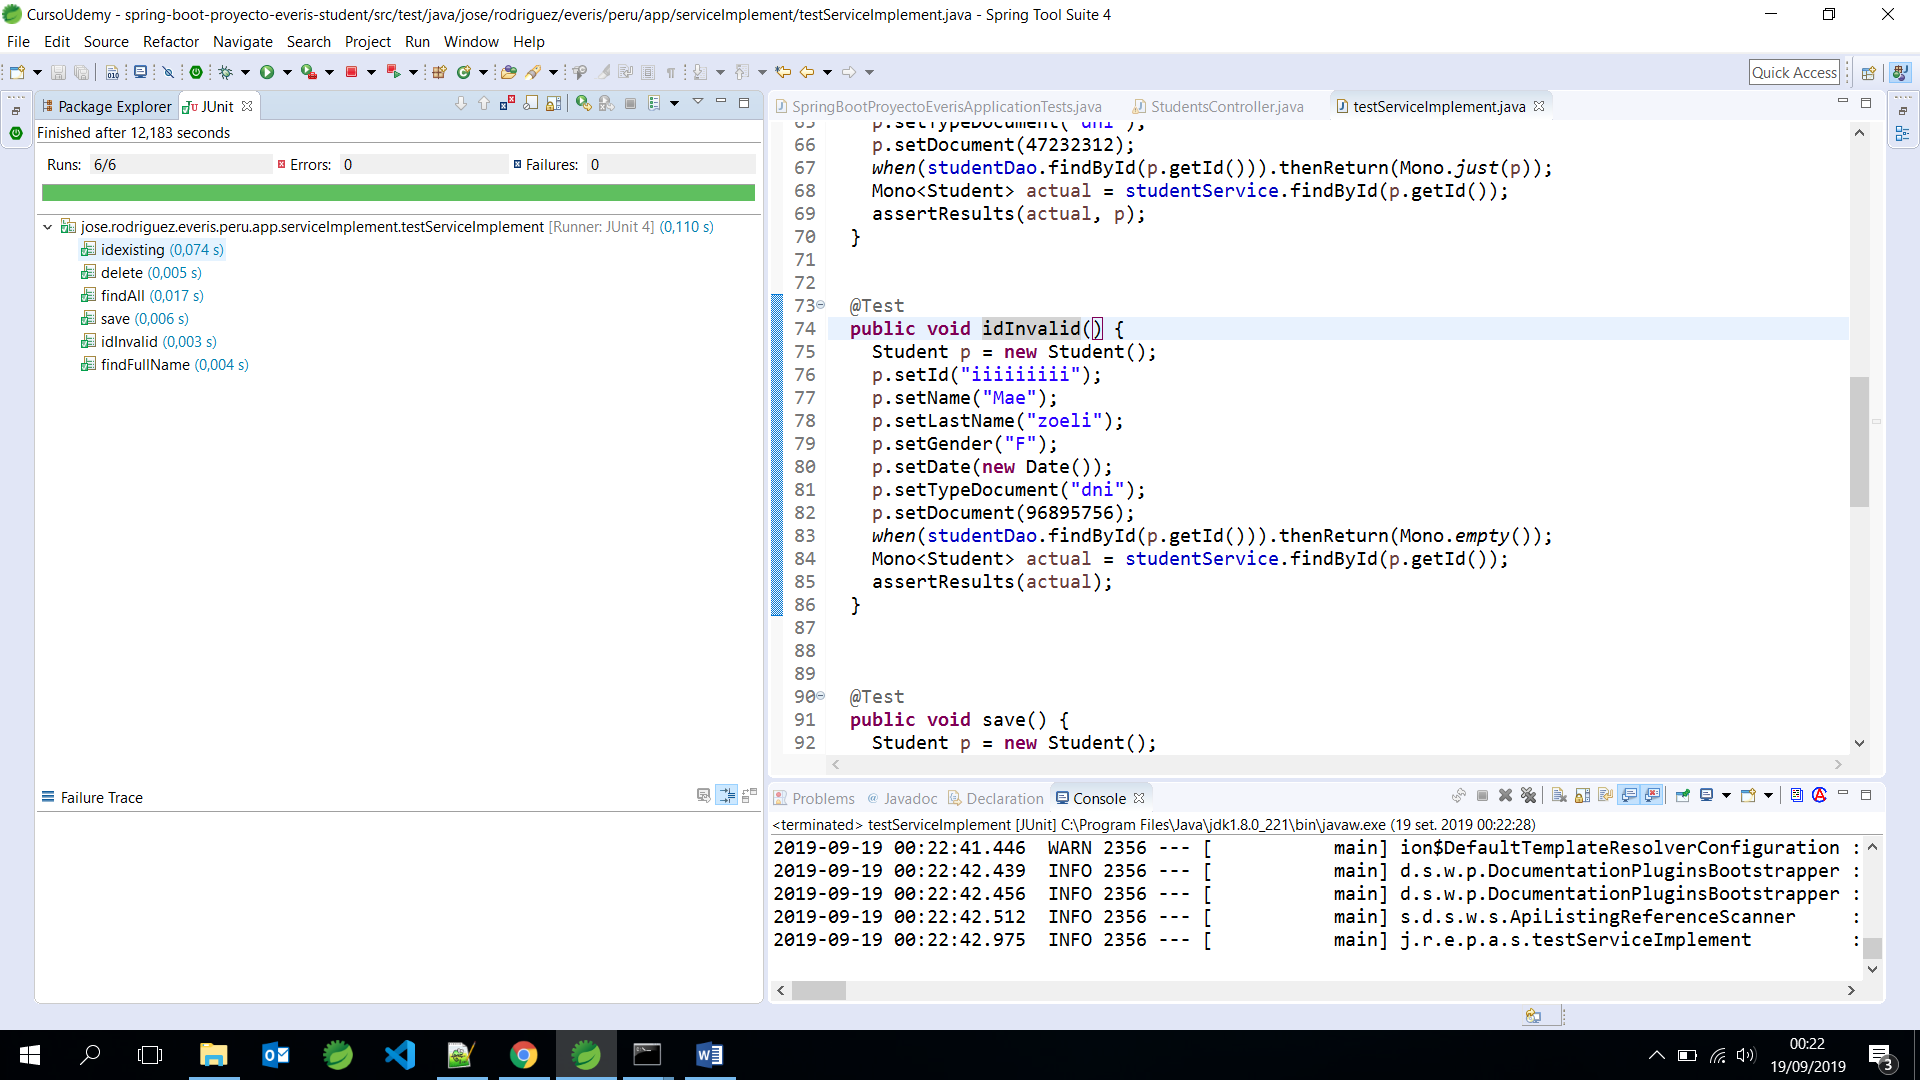 CursoUdemy - spring-boot-proyecto-everis-student/src/test/java/jose/rodriguez/everis/peru/app/serviceImplement/testServiceImplement.java - Spring Tool Suite 4
File Edit Source Refactor Navigate Search Project Run Window Help
Quick Access
Package Explorer JUnit
Finished after 12,183 seconds
Runs: 6/6 Errors: 0 Failures: 0
jose.rodriguez.everis.peru.app.serviceImplement.testServiceImplement [Runner: JUnit 4] (0,110 s)
idexisting (0,074 s)
delete (0,005 s)
findAll (0,017 s)
save (0,006 s)
idInvalid (0,003 s)
findFullName (0,004 s)
Failure Trace
SpringBootProyectoEverisApplicationTests.java StudentsController.java testServiceImplement.java
65 p.setTypeDocument("dni");
66 p.setDocument(47232312);
67 when(studentDao.findById(p.getId())).thenReturn(Mono.just(p));
68 Mono<Student> actual = studentService.findById(p.getId());
69 assertResults(actual, p);
70 }
71
72
73 @Test
74 public void idInvalid() {
75 Student p = new Student();
76 p.setId("iiiiiiiii");
77 p.setName("Mae");
78 p.setLastName("zoeli");
79 p.setGender("F");
80 p.setDate(new Date());
81 p.setTypeDocument("dni");
82 p.setDocument(96895756);
83 when(studentDao.findById(p.getId())).thenReturn(Mono.empty());
84 Mono<Student> actual = studentService.findById(p.getId());
85 assertResults(actual);
86 }
87
88
89
90 @Test
91 public void save() {
92 Student p = new Student();
Problems Javadoc Declaration Console
<terminated> testServiceImplement [JUnit] C:\Program Files\Java\jdk1.8.0_221\bin\javaw.exe (19 set. 2019 00:22:28)
2019-09-19 00:22:41.446 WARN 2356 --- [ main] ion$DefaultTemplateResolverConfiguration :
2019-09-19 00:22:42.439 INFO 2356 --- [ main] d.s.w.p.DocumentationPluginsBootstrapper :
2019-09-19 00:22:42.456 INFO 2356 --- [ main] d.s.w.p.DocumentationPluginsBootstrapper :
2019-09-19 00:22:42.512 INFO 2356 --- [ main] s.d.s.w.s.ApiListingReferenceScanner :
2019-09-19 00:22:42.975 INFO 2356 --- [ main] j.r.e.p.a.s.testServiceImplement :
00:22
19/09/2019
3